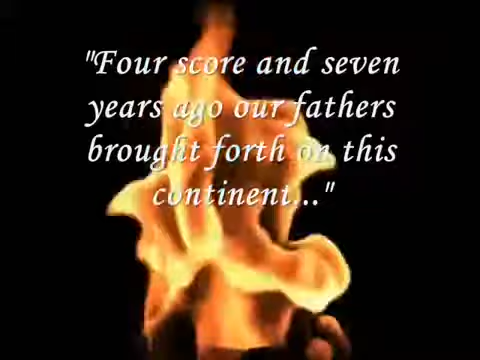 "Four score and seven
years ago our fathers
brought forth on this
continent..."